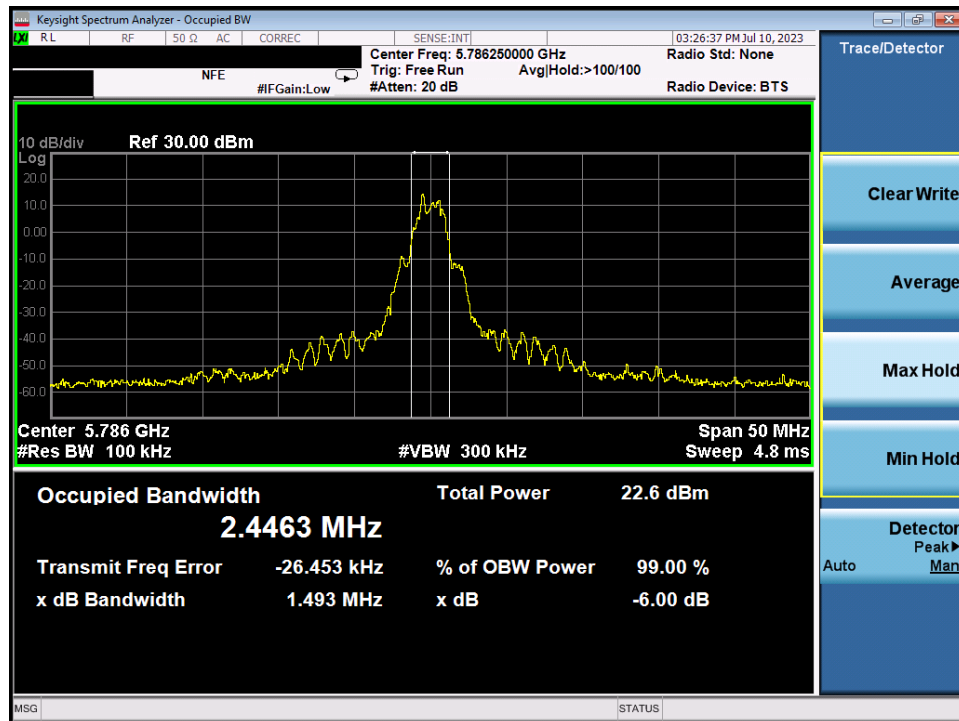 Keysight Spectrum Analyzer - Occupied BW
LXI RL RF 50 Ω AC CORREC SENSE:INT 03:26:37 PM Jul 10, 2023
Center Freq: 5.786250000 GHz Radio Std: None
NFE Trig: Free Run Avg|Hold:>100/100
#IFGain:Low #Atten: 20 dB Radio Device: BTS
10 dB/div Ref 30.00 dBm
Log
20.0
10.0
0.00
-10.0
-20.0
-30.0
-40.0
-50.0
-60.0
Center 5.786 GHz Span 50 MHz
#Res BW 100 kHz #VBW 300 kHz Sweep 4.8 ms
Occupied Bandwidth Total Power 22.6 dBm
2.4463 MHz
Transmit Freq Error -26.453 kHz % of OBW Power 99.00 %
x dB Bandwidth 1.493 MHz x dB -6.00 dB
Trace/Detector
Clear Write
Average
Max Hold
Min Hold
Detector
Peak▶
Auto Man
MSG STATUS